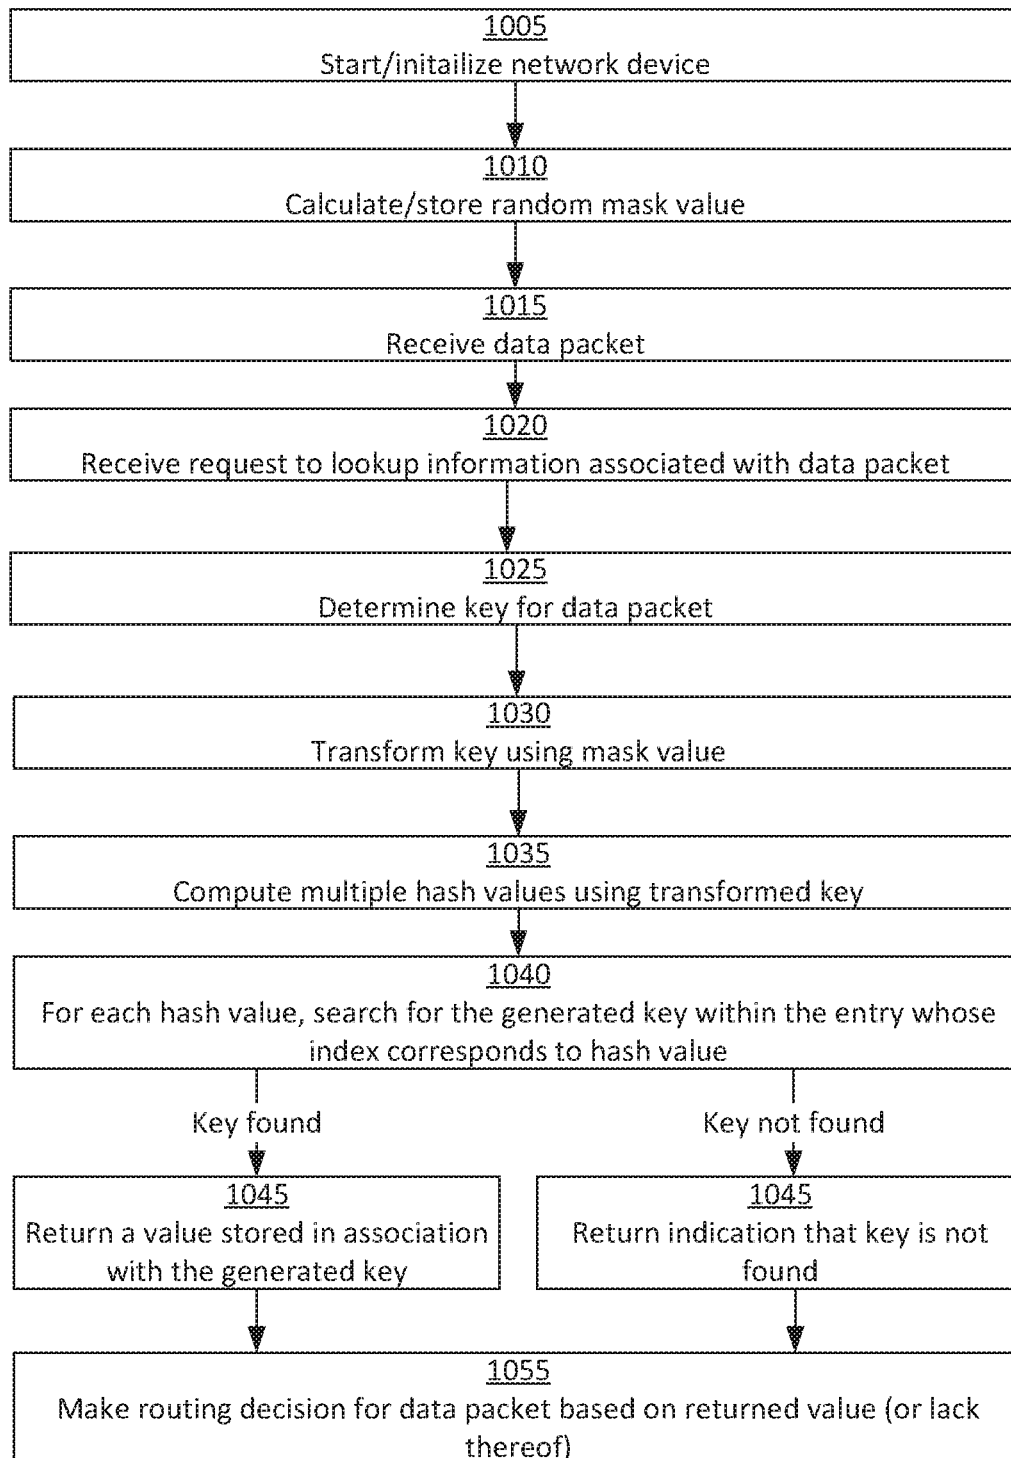 1005
Start/initailize network device
1010
Calculate/store random mask value
1015
Receive data packet
1020
Receive request to lookup information associated with data packet
1025
Determine key for data packet
1030
Transform key using mask value
1035
Compute multiple hash values using transformed key
1040
For each hash value, search for the generated key within the entry whose
index corresponds to hash value
Key found
Key not found
1045
Return a value stored in association
with the generated key
1045
Return indication that key is not
found
1055
Make routing decision for data packet based on returned value (or lack
thereof)